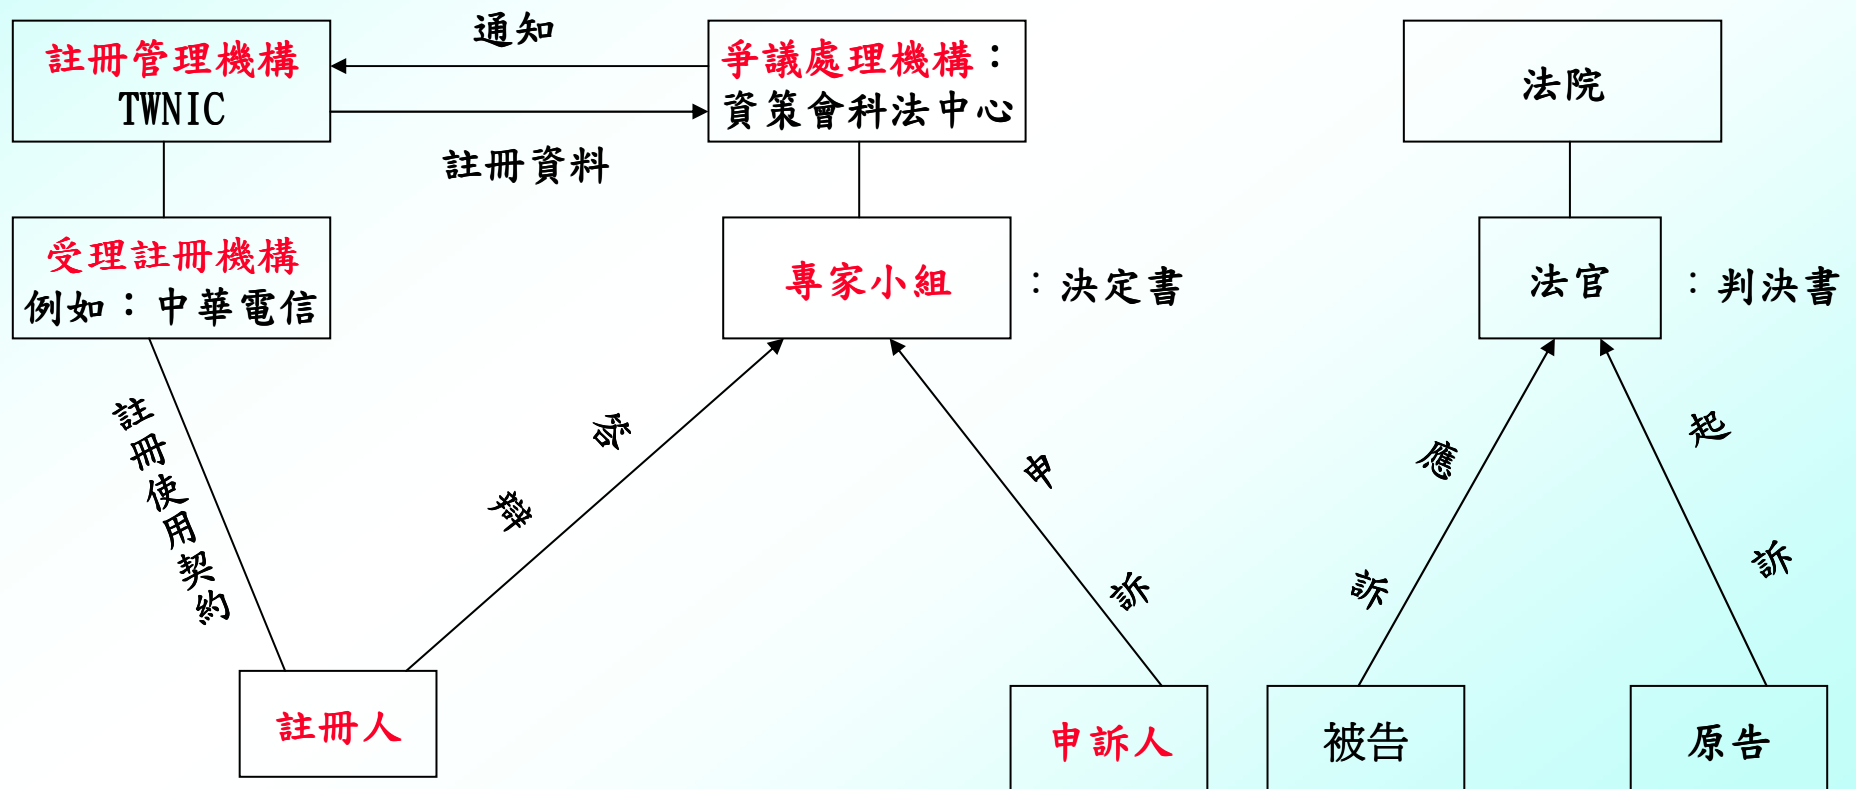 通知
註冊管理機構
TWNIC
爭議處理機構：
資策會科法中心
法院
註冊資料
受理註冊機構
例如：中華電信
專家小組
：決定書
法官
：判決書
註冊使用契約
答辯
申訴
應訴
起訴
註冊人
申訴人
被告
原告